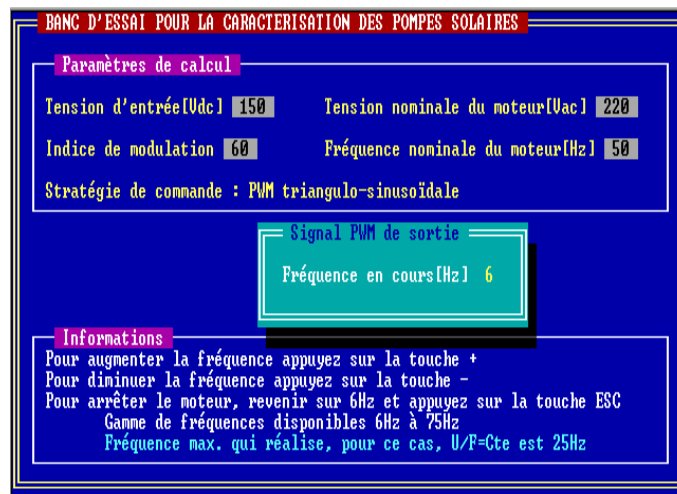 BANC D'ESSAI POUR LA CARACTERISATION DES POMPES SOLAIRES
Paramètres de calcul
Tension d'entrée[Vdc] 150 Tension nominale du moteur[Vac] 220
Indice de modulation 60 Fréquence nominale du moteur[Hz] 50
Stratégie de commande : PWM triangulo-sinusoïdale
Signal PWM de sortie
Fréquence en cours[Hz] 6
Informations
Pour augmenter la fréquence appuyez sur la touche +
Pour diminuer la fréquence appuyez sur la touche -
Pour arrêter le moteur, revenir sur 6Hz et appuyez sur la touche ESC
Gamme de fréquences disponibles 6Hz à 75Hz
Fréquence max. qui réalise, pour ce cas, U/F=Cte est 25Hz